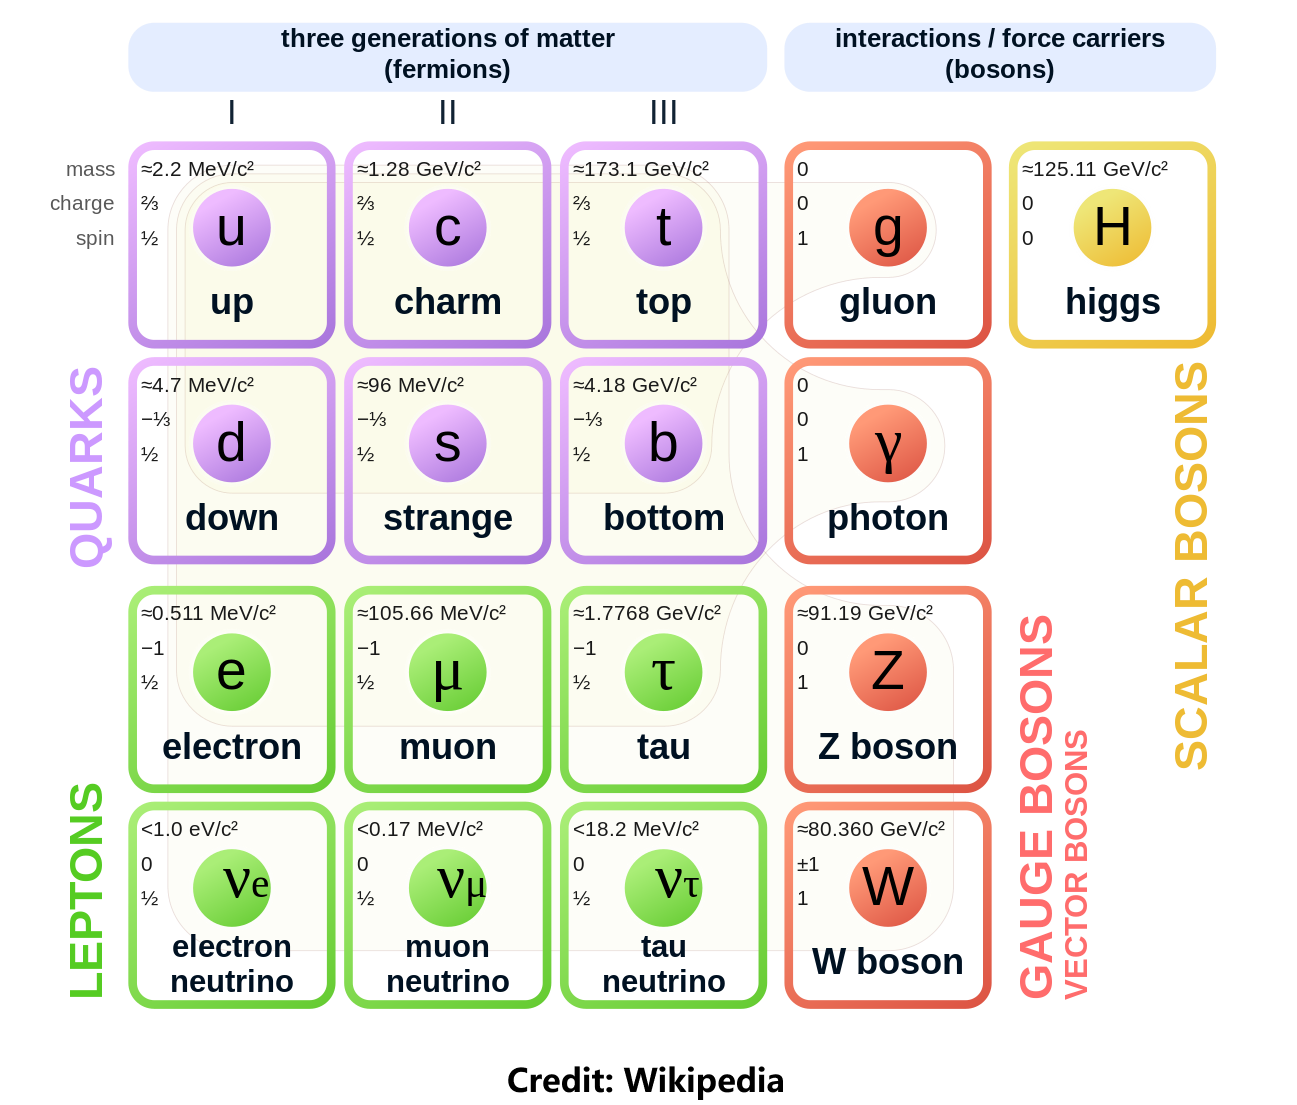 three generations of matter
(fermions)
interactions / force carriers
(bosons)
I
II
III
mass
charge
spin
≈2.2 MeV/c²
⅔
½
u
up
≈1.28 GeV/c²
⅔
½
c
charm
≈173.1 GeV/c²
⅔
½
t
top
0
0
1
g
gluon
≈125.11 GeV/c²
0
0
H
higgs
QUARKS
≈4.7 MeV/c²
−⅓
½
d
down
≈96 MeV/c²
−⅓
½
s
strange
≈4.18 GeV/c²
−⅓
½
b
bottom
0
0
1
γ
photon
SCALAR BOSONS
LEPTONS
≈0.511 MeV/c²
−1
½
e
electron
≈105.66 MeV/c²
−1
½
μ
muon
≈1.7768 GeV/c²
−1
½
τ
tau
≈91.19 GeV/c²
0
1
Z
Z boson
GAUGE BOSONS
VECTOR BOSONS
<1.0 eV/c²
0
½
νe
electron
neutrino
<0.17 MeV/c²
0
½
νμ
muon
neutrino
<18.2 MeV/c²
0
½
ντ
tau
neutrino
≈80.360 GeV/c²
±1
1
W
W boson
Credit: Wikipedia